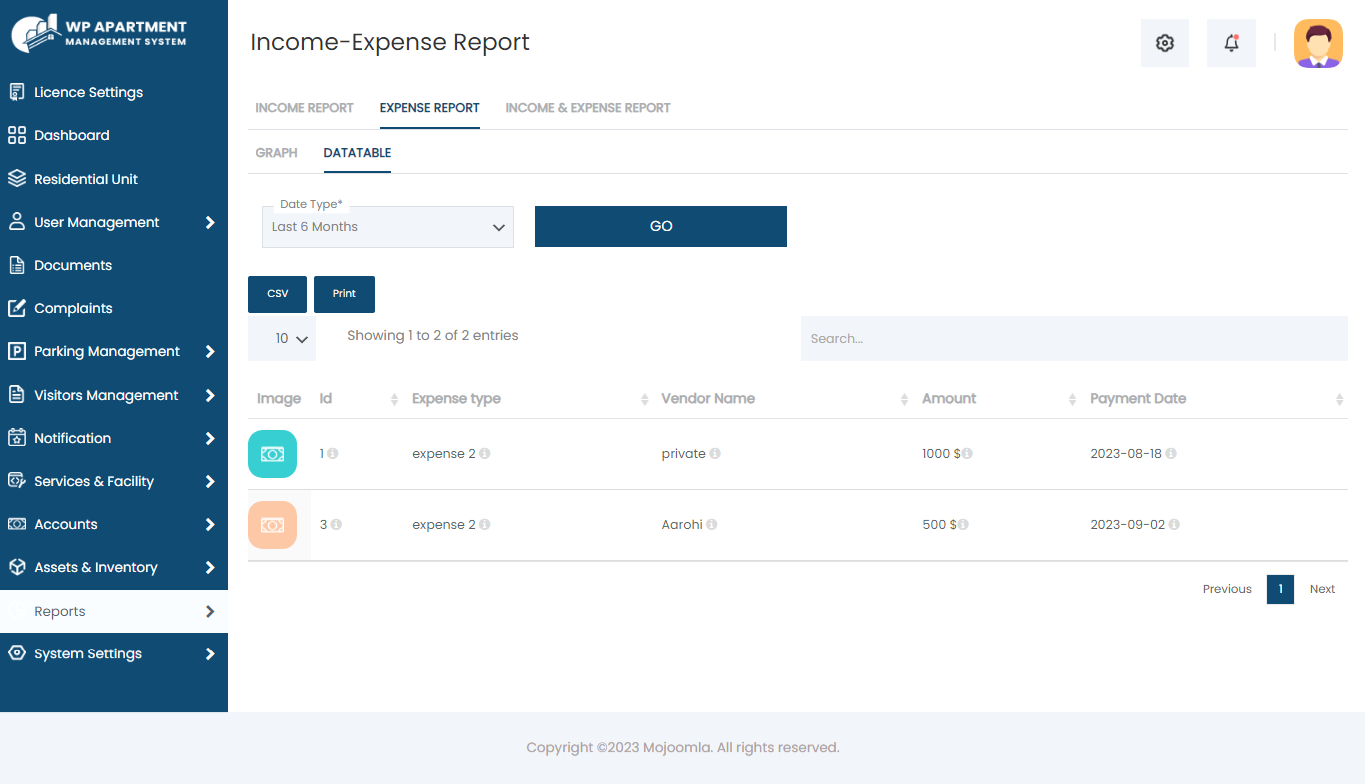 WP APARTMENT
MANAGEMENT SYSTEM
Licence Settings
Dashboard
Residential Unit
User Management
Documents
Complaints
Parking Management
Visitors Management
Notification
Services & Facility
Accounts
Assets & Inventory
Reports
System Settings
Income-Expense Report
INCOME REPORT EXPENSE REPORT INCOME & EXPENSE REPORT
GRAPH DATATABLE
Date Type*
Last 6 Months GO
CSV Print
10 Showing 1 to 2 of 2 entries Search...
Image Id Expense type Vendor Name Amount Payment Date
1 expense 2 private 1000 $ 2023-08-18
3 expense 2 Aarohi 500 $ 2023-09-02
Previous 1 Next
Copyright ©2023 Mojoomla. All rights reserved.